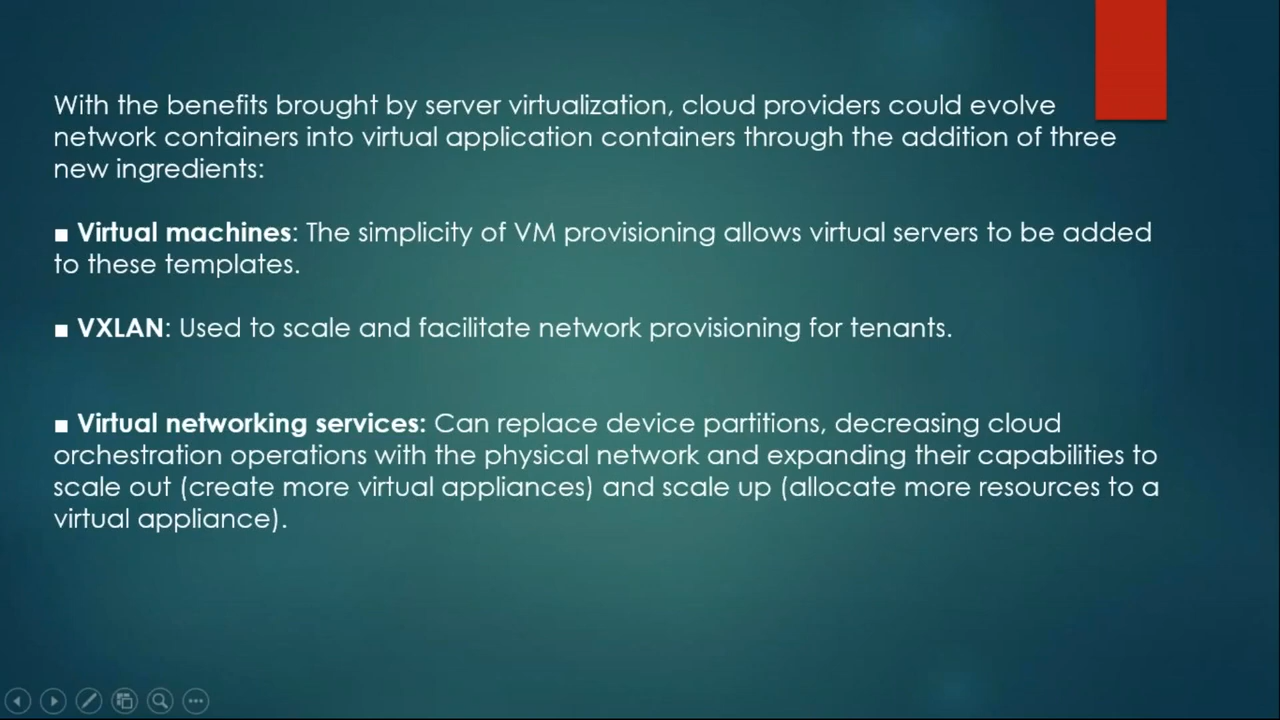 With the benefits brought by server virtualization, cloud providers could evolve
network containers into virtual application containers through the addition of three
new ingredients:
■ Virtual machines: The simplicity of VM provisioning allows virtual servers to be added
to these templates.
■ VXLAN: Used to scale and facilitate network provisioning for tenants.
■ Virtual networking services: Can replace device partitions, decreasing cloud
orchestration operations with the physical network and expanding their capabilities to
scale out (create more virtual appliances) and scale up (allocate more resources to a
virtual appliance).